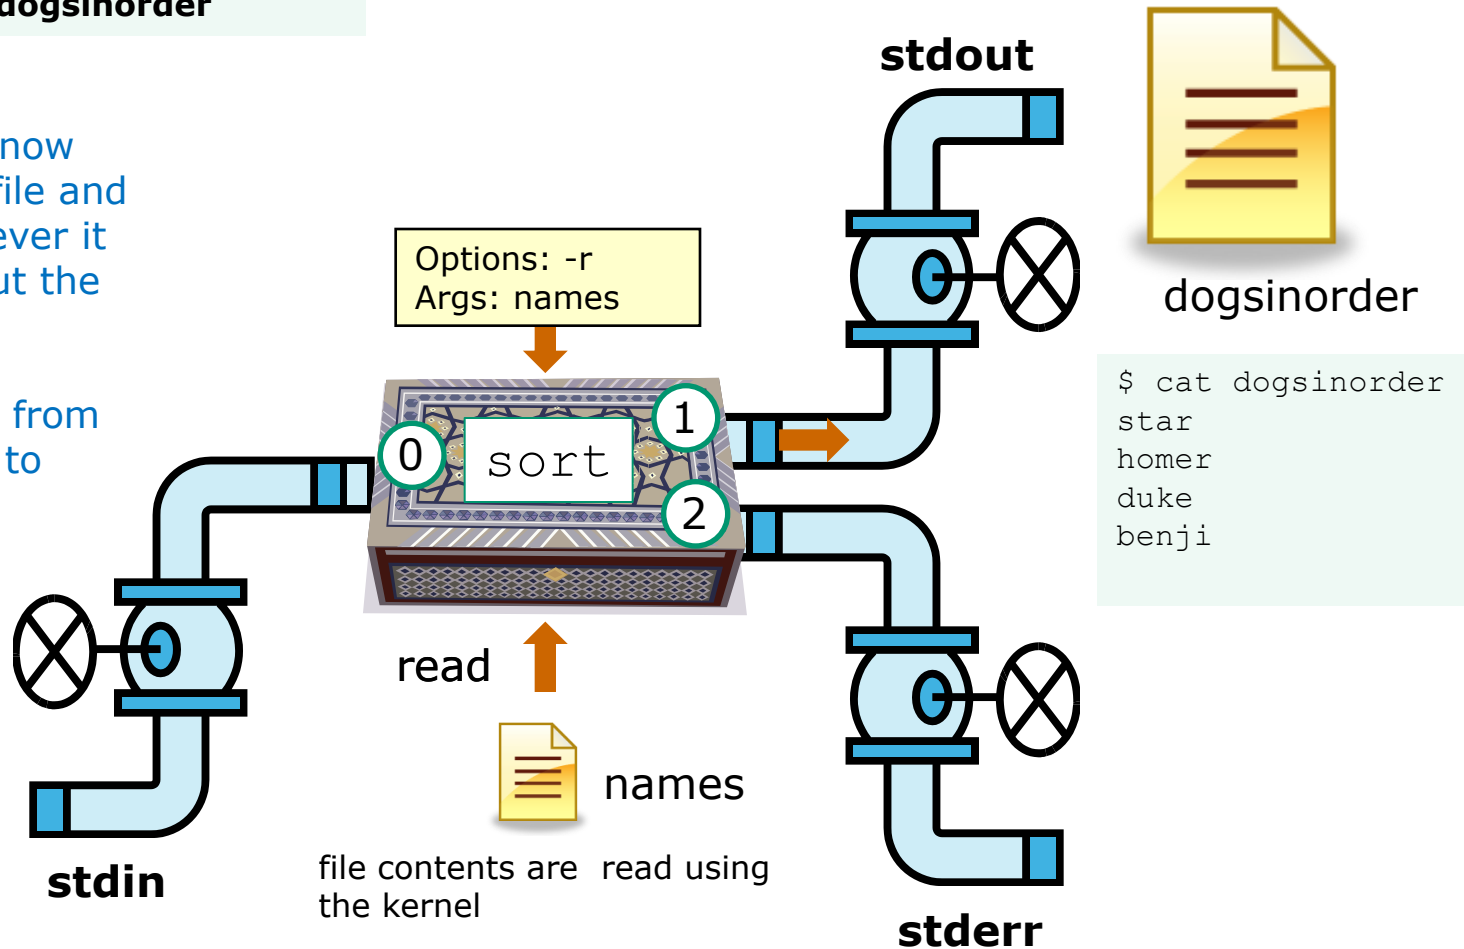 dogsinorder
now
file and
ever it
ut the
from
to
stdout
dogsinorder
Options: -r
Args: names
0
1
sort
2
$ cat dogsinorder
star
homer
duke
benji
read
names
stdin
file contents are  read using
the kernel
stderr